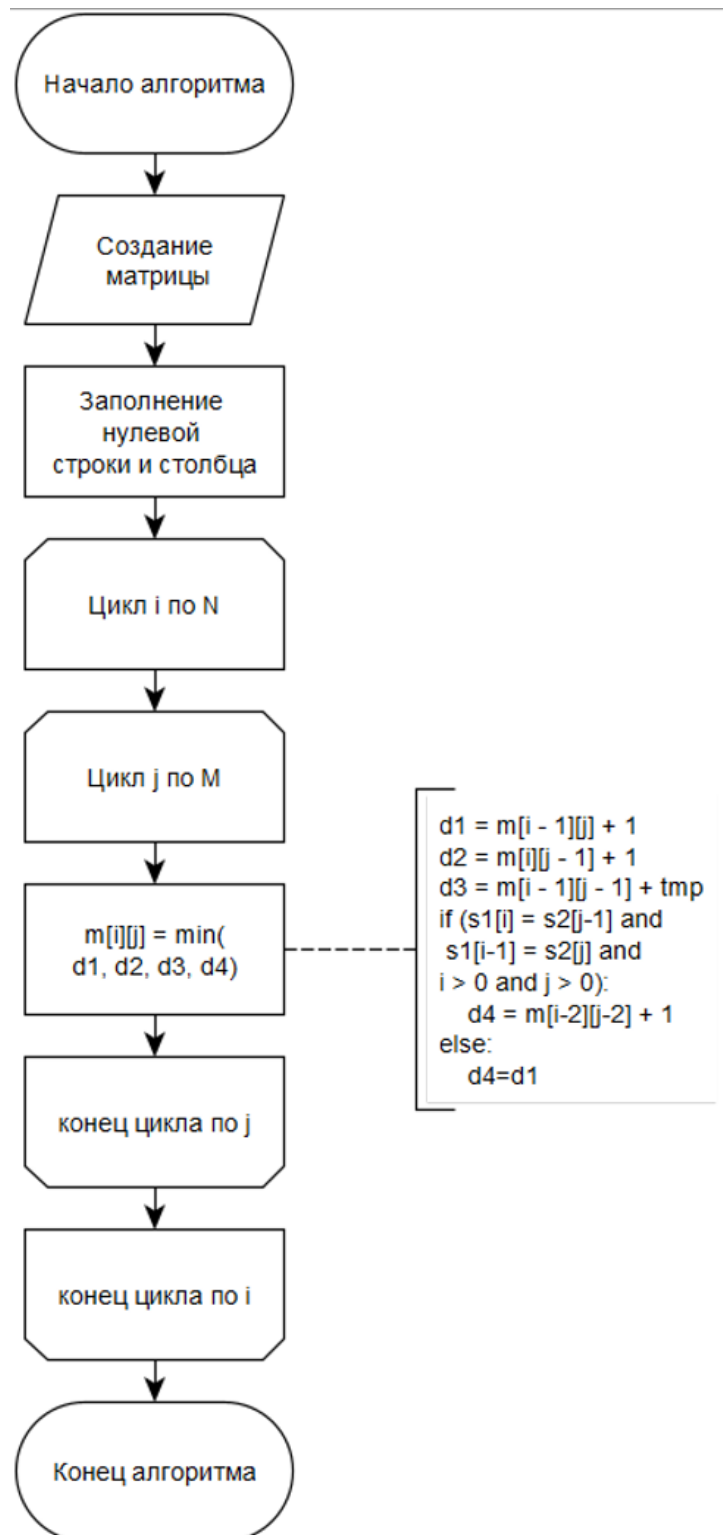 Начало алгоритма
Создание
матрицы
Заполнение
нулевой
строки и столбца
Цикл i по N
Цикл j по M
m[i][j] = min(
d1, d2, d3, d4)
d1 = m[i - 1][j] + 1
d2 = m[i][j - 1] + 1
d3 = m[i - 1][j - 1] + tmp
if (s1[i] = s2[j-1] and
s1[i-1] = s2[j] and
i > 0 and j > 0):
d4 = m[i-2][j-2] + 1
else:
d4=d1
конец цикла по j
конец цикла по i
Конец алгоритма